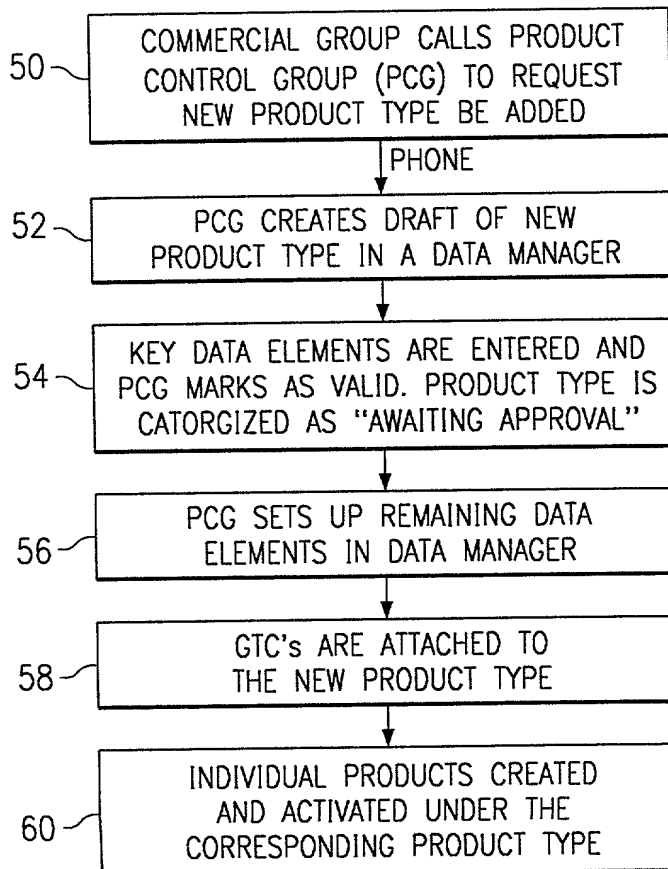 50
COMMERCIAL GROUP CALLS PRODUCT
CONTROL GROUP (PCG) TO REQUEST
NEW PRODUCT TYPE BE ADDED
PHONE
52
PCG CREATES DRAFT OF NEW
PRODUCT TYPE IN A DATA MANAGER
54
KEY DATA ELEMENTS ARE ENTERED AND
PCG MARKS AS VALID. PRODUCT TYPE IS
CATORGIZED AS “AWAITING APPROVAL”
56
PCG SETS UP REMAINING DATA
ELEMENTS IN DATA MANAGER
58
GTC's ARE ATTACHED TO
THE NEW PRODUCT TYPE
60
INDIVIDUAL PRODUCTS CREATED
AND ACTIVATED UNDER THE
CORRESPONDING PRODUCT TYPE